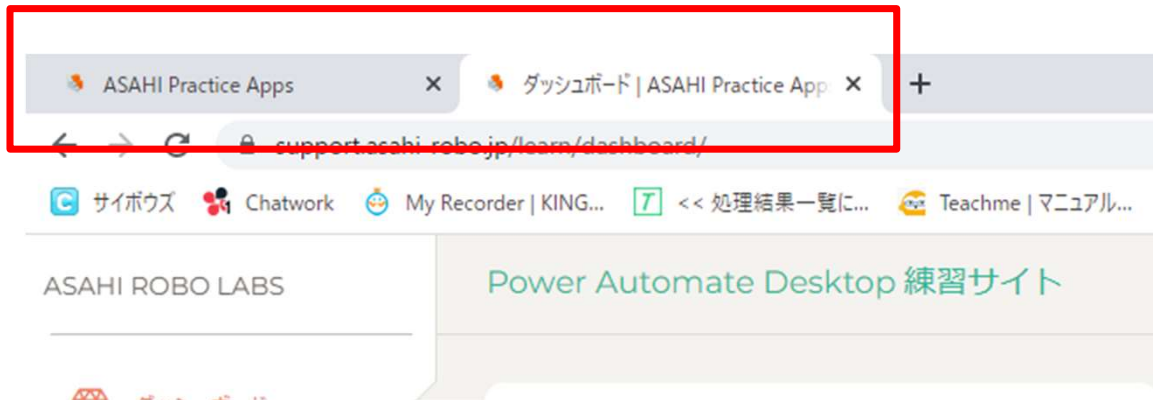 ASAHI Practice Apps ダッシュボード | ASAHI Practice App
support.asahi-robo.jp/learn/dashboard/
サイボウズ Chatwork My Recorder | KING... << 処理結果一覧に... Teachme | マニュアル...
ASAHI ROBO LABS
Power Automate Desktop 練習サイト